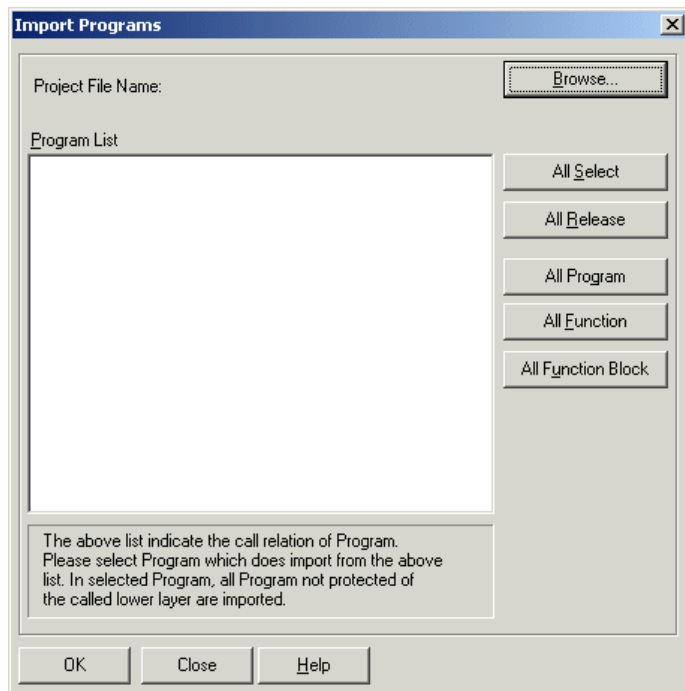 Import Programs
Project File Name:
Browse...
Program List
All Select
All Release
All Program
All Function
All Function Block
The above list indicate the call relation of Program.
Please select Program which does import from the above
list. In selected Program, all Program not protected of
the called lower layer are imported.
OK
Close
Help